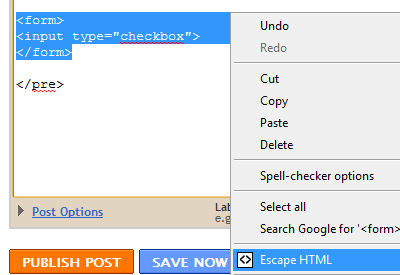 <form>
<input type="checkbox">
</form>
</pre>
Post Options
Lab
e.g
PUBLISH POST
SAVE NOW
Undo
Redo
Cut
Copy
Paste
Delete
Spell-checker options
Select all
Search Google for '<form>
Escape HTML